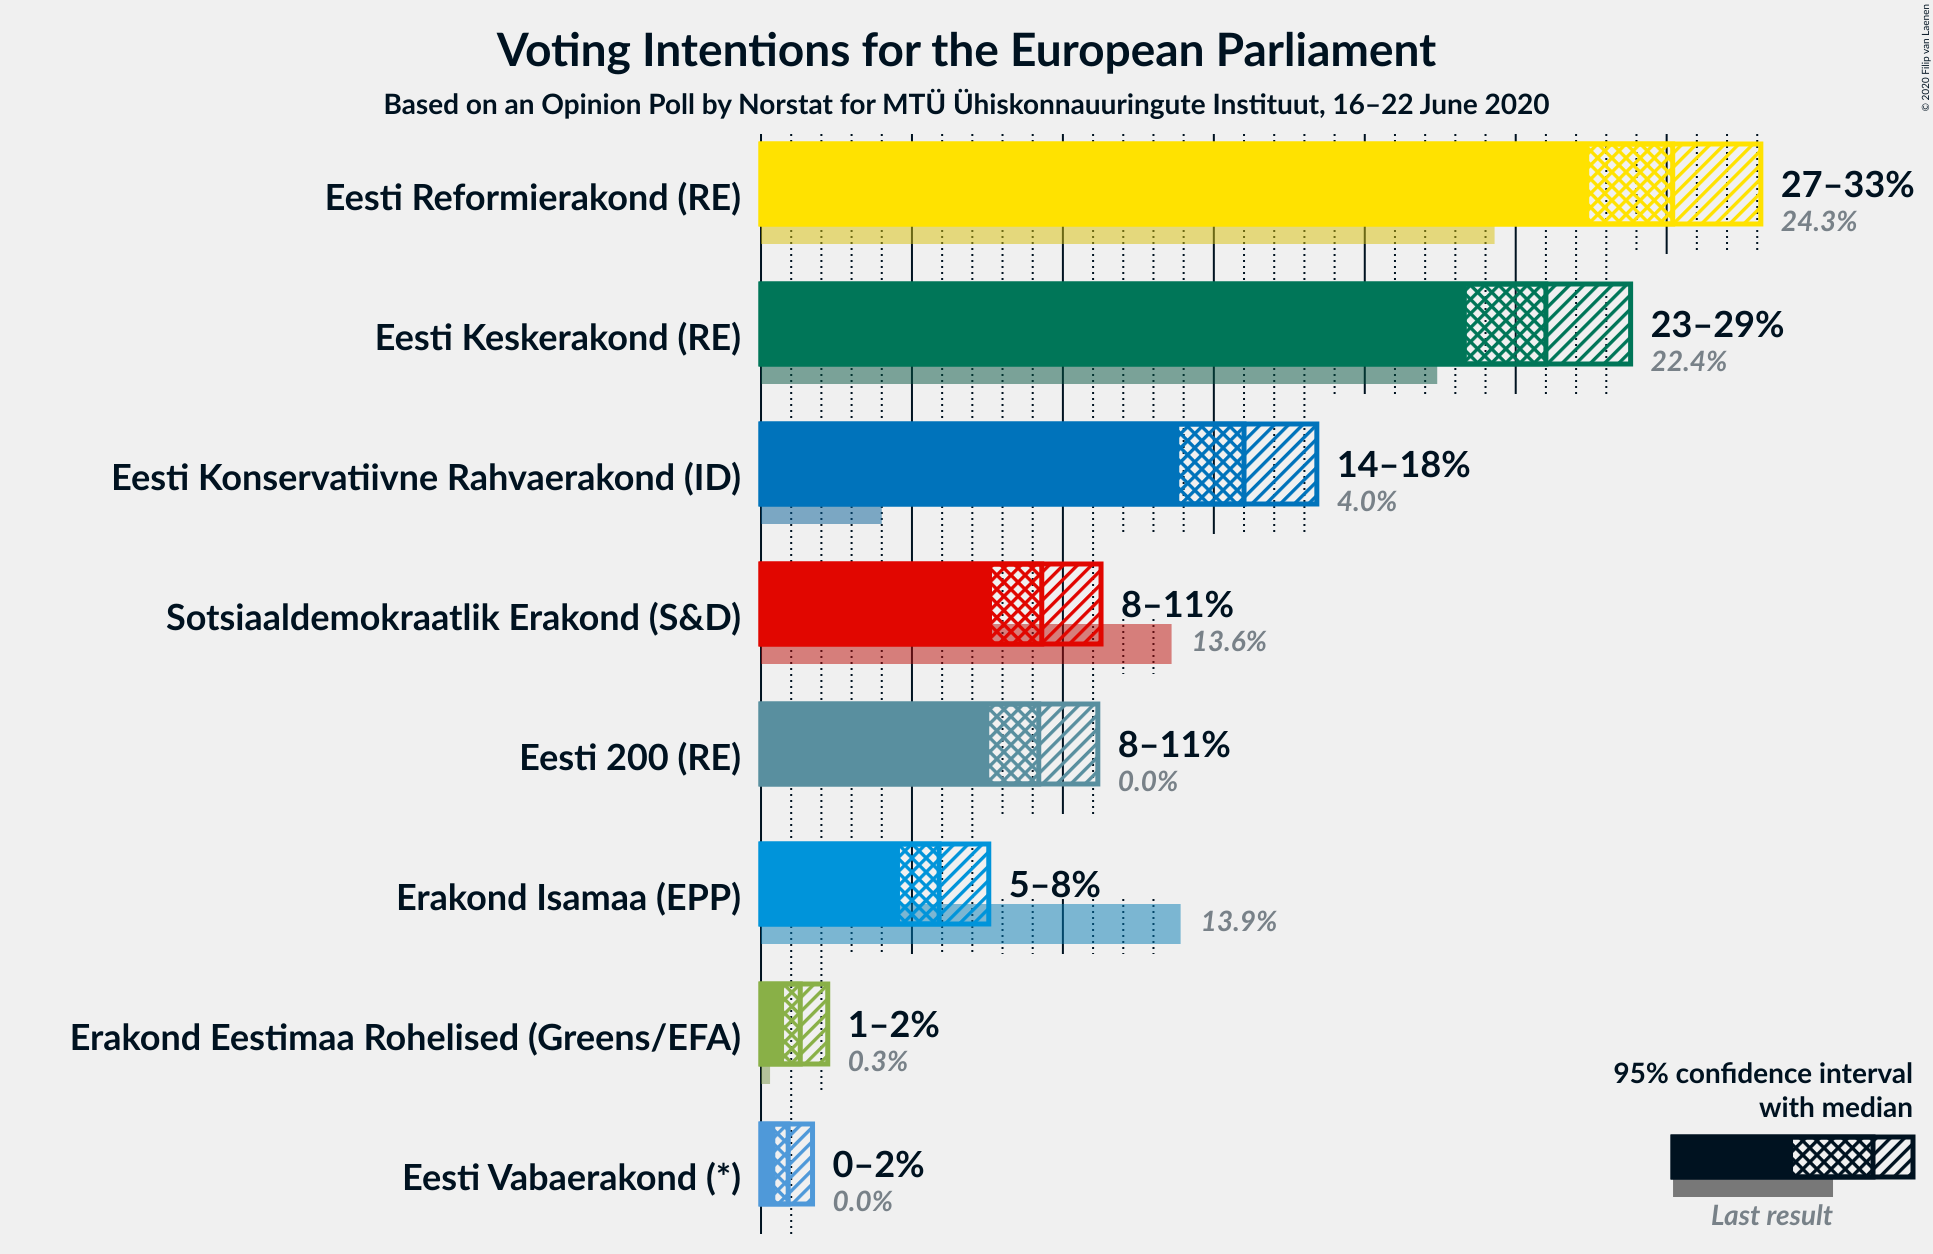 Voting Intentions for the European Parliament
Based on an Opinion Poll by Norstat for MTÜ Ühiskonnauuringute Instituut, 16–22 June 2020
© 2020 Filip van Laenen
Eesti Reformierakond (RE)
27–33%
24.3%
Eesti Keskerakond (RE)
23–29%
22.4%
Eesti Konservatiivne Rahvaerakond (ID)
14–18%
4.0%
Sotsiaaldemokraatlik Erakond (S&D)
8–11%
13.6%
Eesti 200 (RE)
8–11%
0.0%
Erakond Isamaa (EPP)
5–8%
13.9%
Erakond Eestimaa Rohelised (Greens/EFA)
1–2%
0.3%
Eesti Vabaerakond (*)
0–2%
0.0%
95% confidence interval
with median
Last result